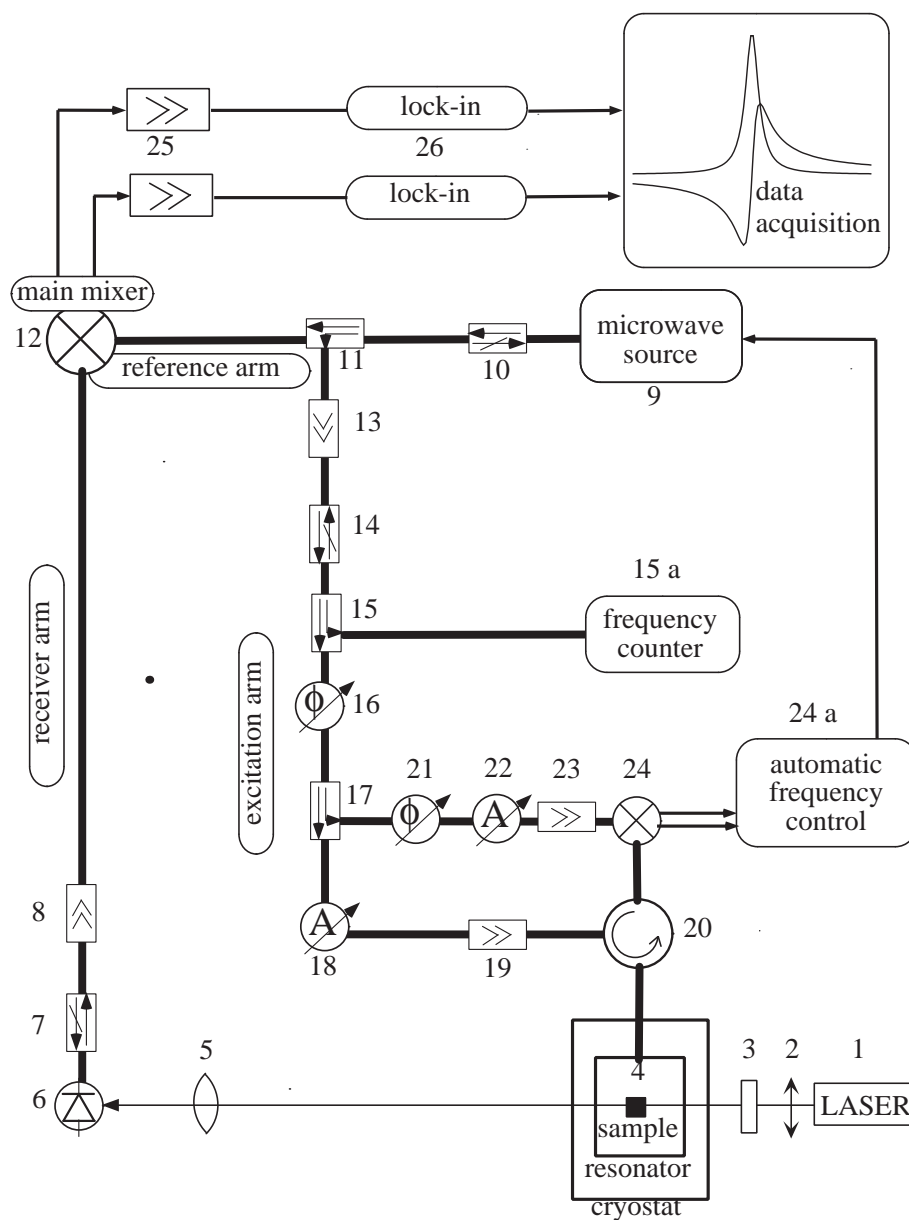 lock-in
25
26
lock-in
data
acquisition
main mixer
12
reference arm
11
10
microwave
source
9
13
14
15 a
15
frequency
counter
receiver arm
excitation arm
ϕ
16
24 a
17
21
22
23
24
ϕ
A
automatic
frequency
control
8
A
18
19
20
7
5
4
3
2
1
6
LASER
sample
resonator
cryostat